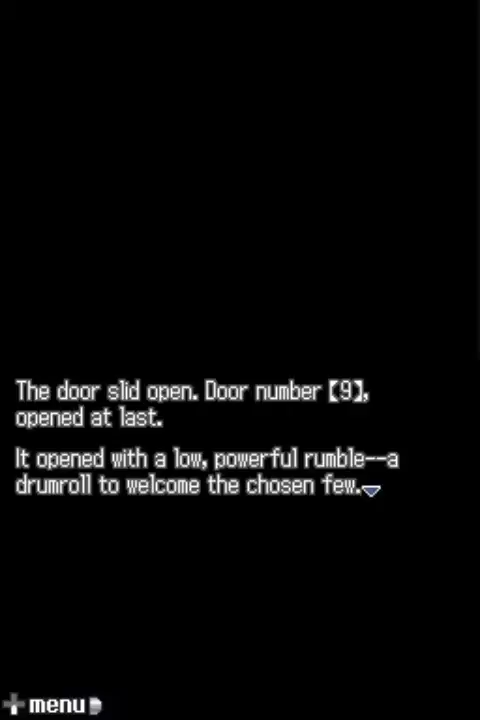 The door slid open. Door number【9】,
opened at last.
It opened with a low, powerful rumble--a
drumroll to welcome the chosen few.
menu